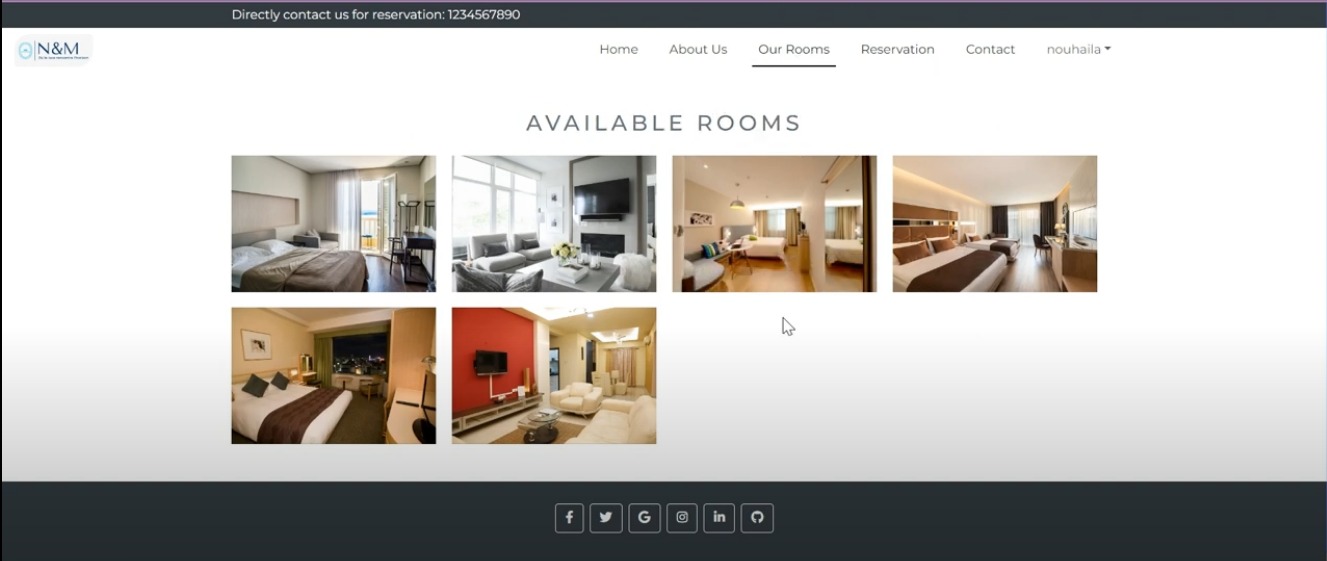 Directly contact us for reservation: 1234567890
N&M
Home About Us Our Rooms Reservation Contact nouhaila
AVAILABLE ROOMS